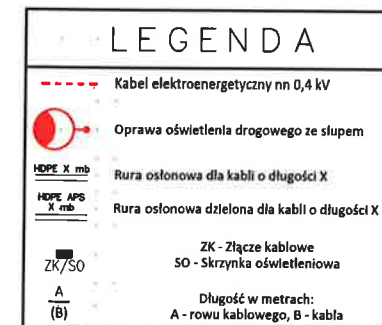 LEGENDA
Kabel elektroenergetyczny nn 0,4 kV
Oprawa oświetlenia drogowego ze słupem
HDPE X mb
Rura osłonowa dla kabli o długości X
HDPE APS
X mb
Rura osłonowa dzielona dla kabli o długości X
ZK/SO
ZK - Złącze kablowe
SO - Skrzynka oświetleniowa
A
(B)
Długość w metrach:
A - rowu kablowego, B - kabla